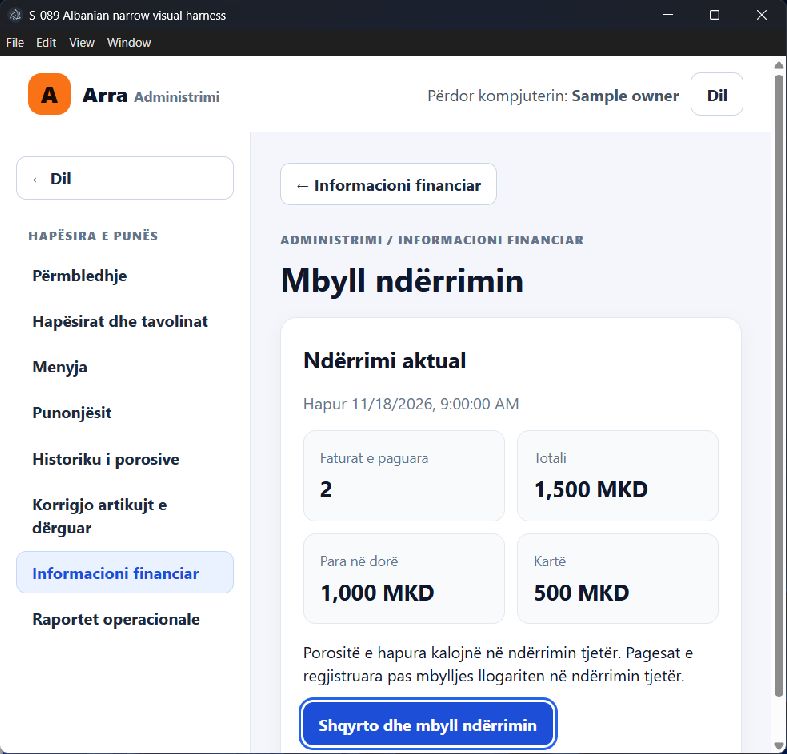 S-089 Albanian narrow visual harness
File Edit View Window
A Arra Administrimi
Përdor kompjuterin: Sample owner Dil
← Dil
HAPËSIRA E PUNËS
Përmbledhje
Hapësirat dhe tavolinat
Menyja
Punonjësit
Historiku i porosive
Korrigjo artikujt e
dërguar
Informacioni financiar
Raportet operacionale
← Informacioni financiar
ADMINISTRIMI / INFORMACIONI FINANCIAR
Mbyll ndërrimin
Ndërrimi aktual
Hapur 11/18/2026, 9:00:00 AM
Faturat e paguara
2
Totali
1,500 MKD
Para në dorë
1,000 MKD
Kartë
500 MKD
Porositë e hapura kalojnë në ndërrimin tjetër. Pagesat e
regjistruara pas mbylljes llogariten në ndërrimin tjetër.
Shqyrto dhe mbyll ndërrimin